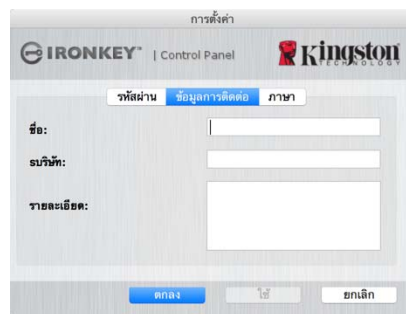 การตั้งค่า
IRONKEY™ | Control Panel
Kingston
TECHNOLOGY
รหัสผ่าน ข้อมูลการติดต่อ ภาษา
ชื่อ:
รบริษัท:
รายละเอียด:
ตกลง ใช้ ยกเลิก